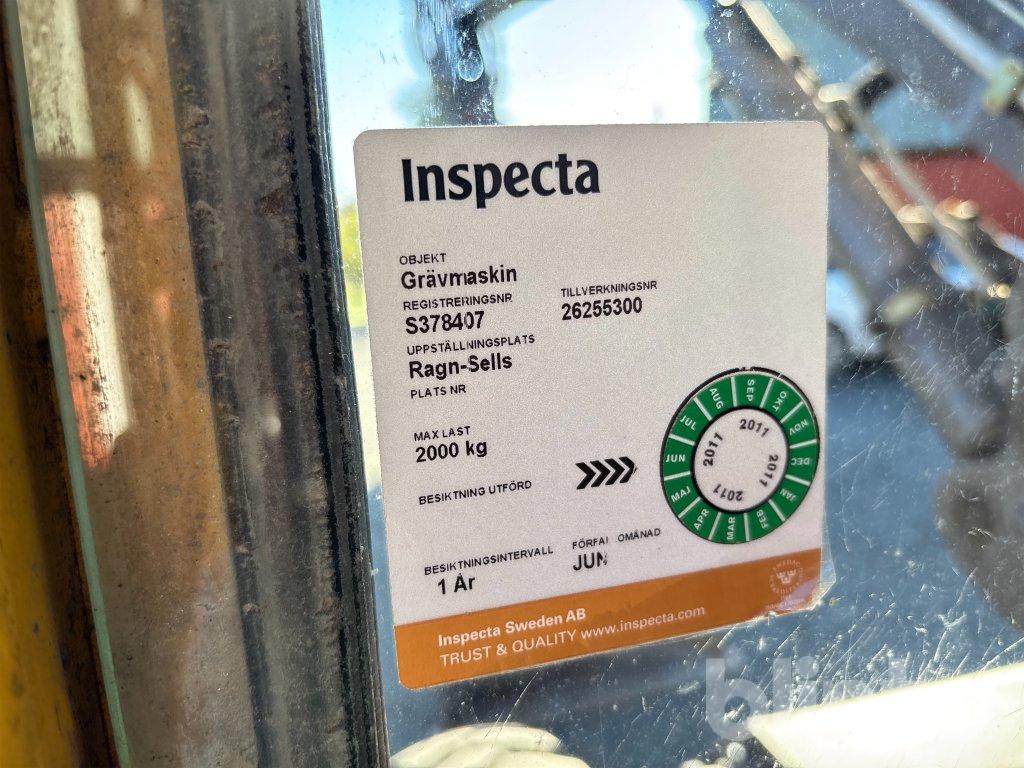 Inspecta
OBJEKT
Grävmaskin
REGISTRERINGSNR TILLVERKNINGSNR
S378407 26255300
UPPSTÄLLNINGSPLATS
Ragn-Sells
PLATS NR
MAX LAST
2000 kg
BESIKTNING UTFÖRD
JAN FEB MAR APR MAJ JUN JUL AUG SEP OKT NOV DEC
2011 2011 2011 2011
BESIKTNINGSINTERVALL
1 År
JUN
Inspecta Sweden AB
TRUST & QUALITY www.inspecta.com